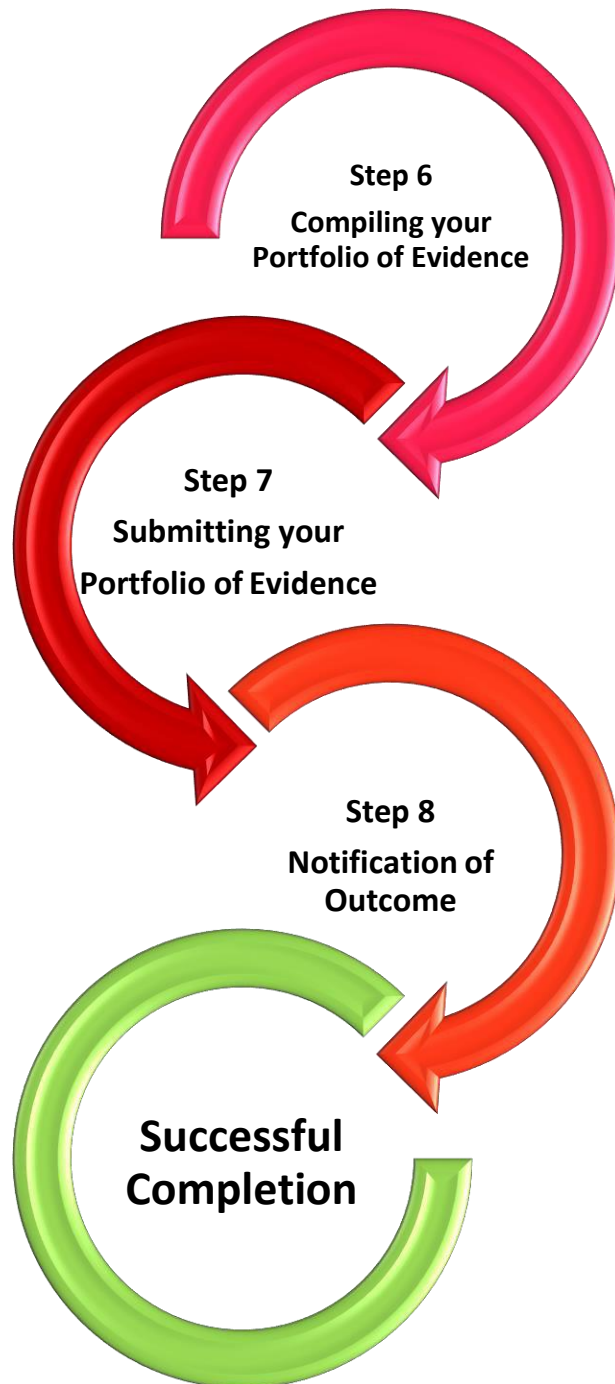 Step 6
Compiling your
Portfolio of Evidence
Step 7
Submitting your
Portfolio of Evidence
Step 8
Notification of
Outcome
Successful
Completion